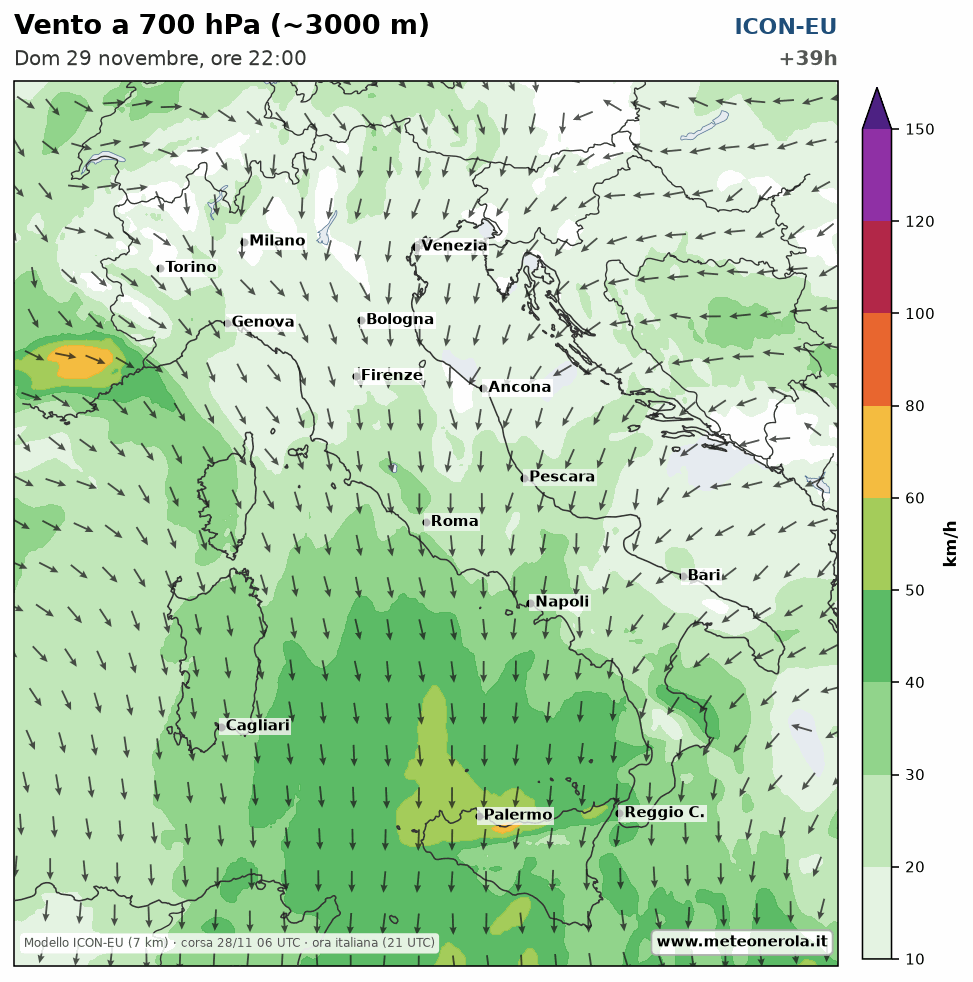 Vento a 700 hPa (~3000 m)
ICON-EU
Dom 29 novembre, ore 22:00
+39h
150
120
100
80
60
50
40
30
20
10
km/h
Milano
Venezia
Torino
Genova
Bologna
Firenze
Ancona
Pescara
Roma
Bari
Napoli
Cagliari
Palermo
Reggio C.
Modello ICON-EU (7 km) · corsa 28/11 06 UTC · ora italiana (21 UTC)
www.meteonerola.it